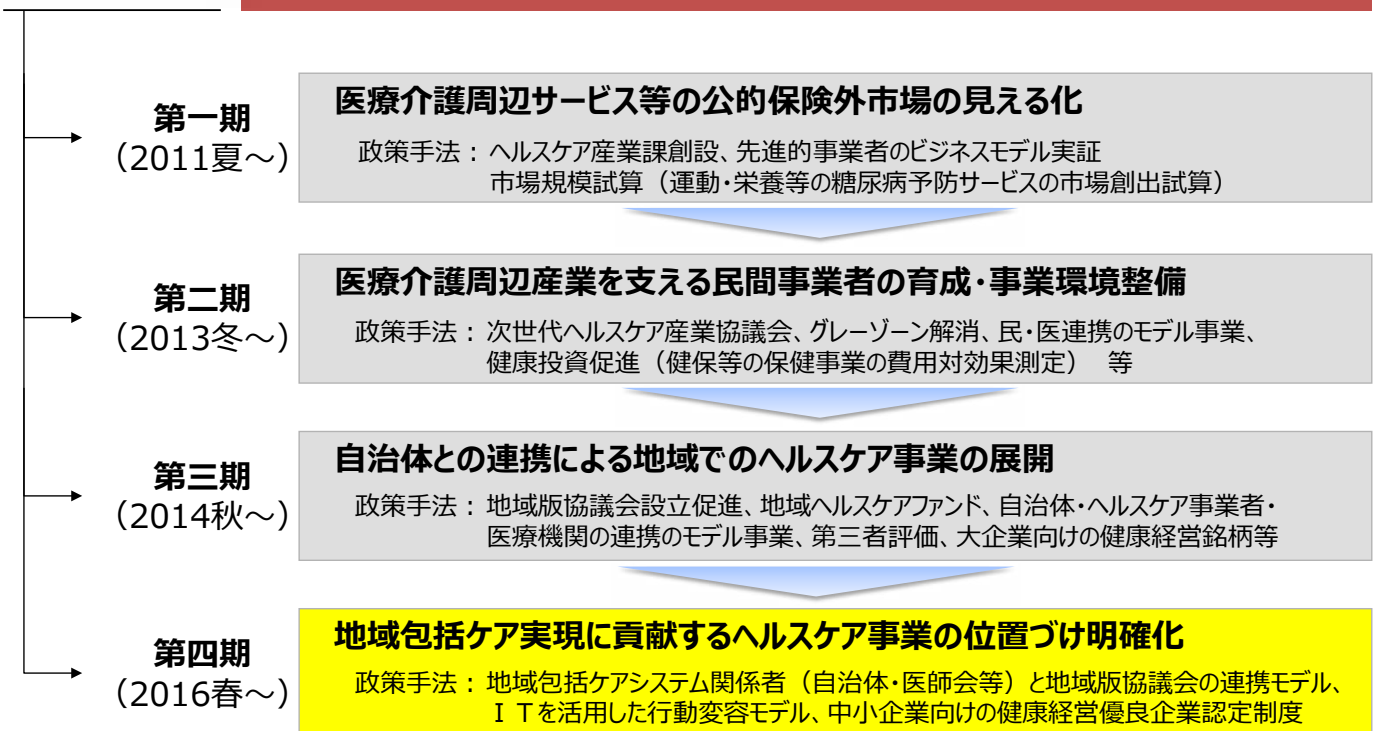 第一期
（2011夏～）
医療介護周辺サービス等の公的保険外市場の見える化
政策手法：ヘルスケア産業課創設、先進的事業者のビジネスモデル実証
市場規模試算（運動・栄養等の糖尿病予防サービスの市場創出試算）
第二期
（2013冬～）
医療介護周辺産業を支える民間事業者の育成・事業環境整備
政策手法：次世代ヘルスケア産業協議会、グレーゾーン解消、民・医連携のモデル事業、
健康投資促進（健保等の保健事業の費用対効果測定）　等
第三期
（2014秋～）
自治体との連携による地域でのヘルスケア事業の展開
政策手法：地域版協議会設立促進、地域ヘルスケアファンド、自治体・ヘルスケア事業者・
医療機関の連携のモデル事業、第三者評価、大企業向けの健康経営銘柄等
第四期
（2016春～）
地域包括ケア実現に貢献するヘルスケア事業の位置づけ明確化
政策手法：地域包括ケアシステム関係者（自治体・医師会等）と地域版協議会の連携モデル、
ＩＴを活用した行動変容モデル、中小企業向けの健康経営優良企業認定制度